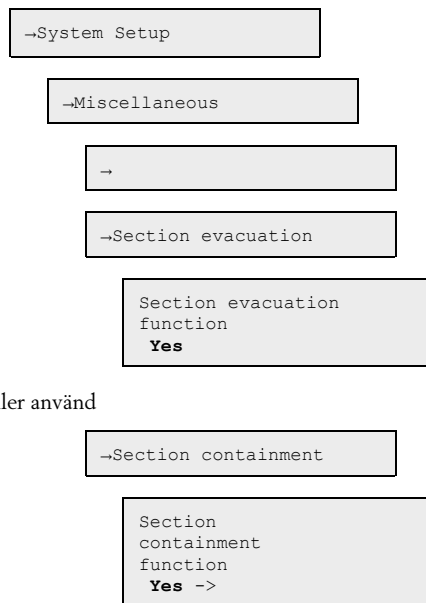 →System Setup
→Miscellaneous
→
→Section evacuation
Section evacuation
function
Yes
ler använd
→Section containment
Section
containment
function
Yes ->